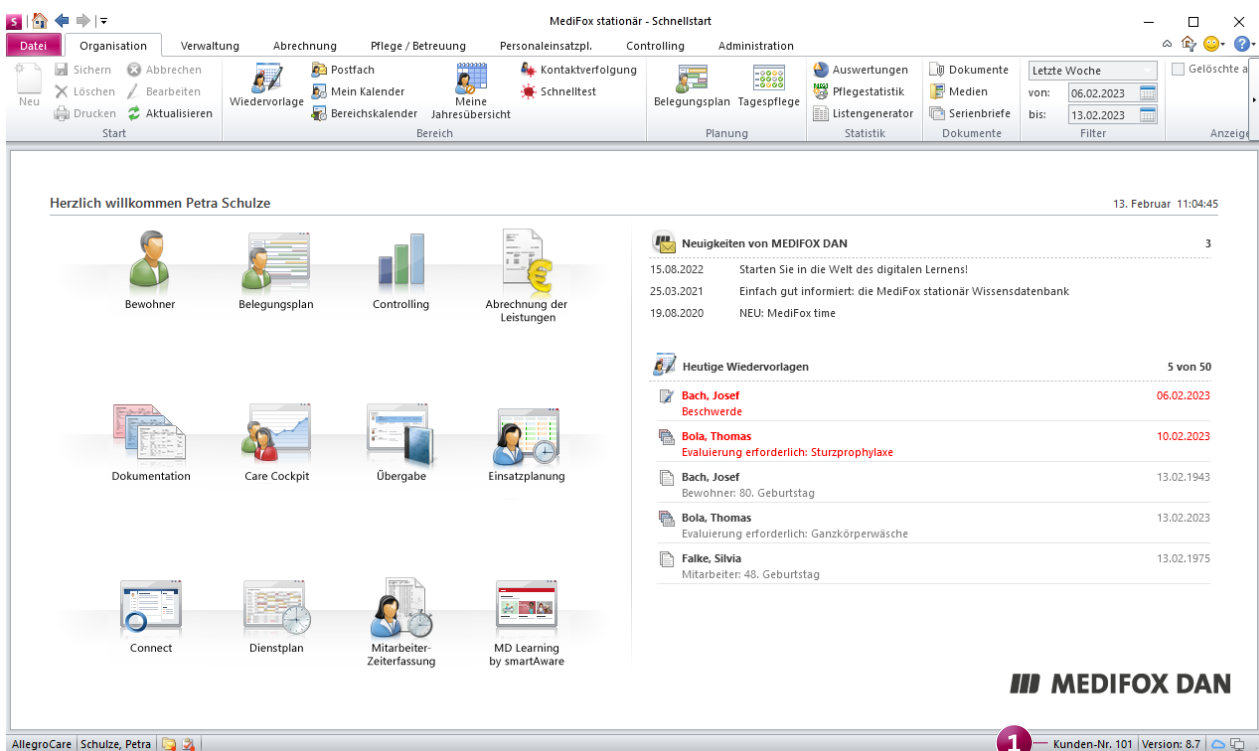 S
MediFox stationär - Schnellstart
Datei Organisation Verwaltung Abrechnung Pflege / Betreuung Personaleinsatzpl. Controlling Administration
Neu
Sichern Abbrechen
Löschen Bearbeiten
Drucken Aktualisieren
Start
Wiedervorlage
Postfach
Mein Kalender
Bereichskalender
Meine
Jahresübersicht
Kontaktverfolgung
Schnelltest
Bereich
Belegungsplan Tagespflege
Planung
Auswertungen
Pflegestatistik
Listengenerator
Statistik
Dokumente
Medien
Serienbriefe
Dokumente
Letzte Woche
von: 06.02.2023
bis: 13.02.2023
Filter
Gelöschte a
Anzeige
Herzlich willkommen Petra Schulze
13. Februar 11:04:45
Bewohner
Belegungsplan
Controlling
Abrechnung der
Leistungen
Dokumentation
Care Cockpit
Übergabe
Einsatzplanung
Connect
Dienstplan
Mitarbeiter-
Zeiterfassung
MD Learning
by smartAware
Neuigkeiten von MEDIFOX DAN 3
15.08.2022 Starten Sie in die Welt des digitalen Lernens!
25.03.2021 Einfach gut informiert: die MediFox stationär Wissensdatenbank
19.08.2020 NEU: MediFox time
Heutige Wiedervorlagen 5 von 50
Bach, Josef 06.02.2023
Beschwerde
Bola, Thomas 10.02.2023
Evaluierung erforderlich: Sturzprophylaxe
Bach, Josef 13.02.1943
Bewohner: 80. Geburtstag
Bola, Thomas 13.02.2023
Evaluierung erforderlich: Ganzkörperwäsche
Falke, Silvia 13.02.1975
Mitarbeiter: 48. Geburtstag
MEDIFOX DAN
AllegroCare Schulze, Petra
1 Kunden-Nr. 101 Version: 8.7